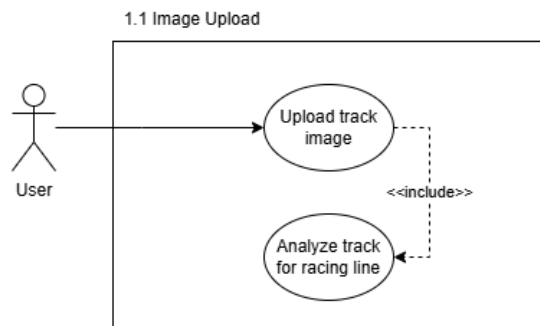 1.1 Image Upload
Upload track
image
User
<<include>>
Analyze track
for racing line